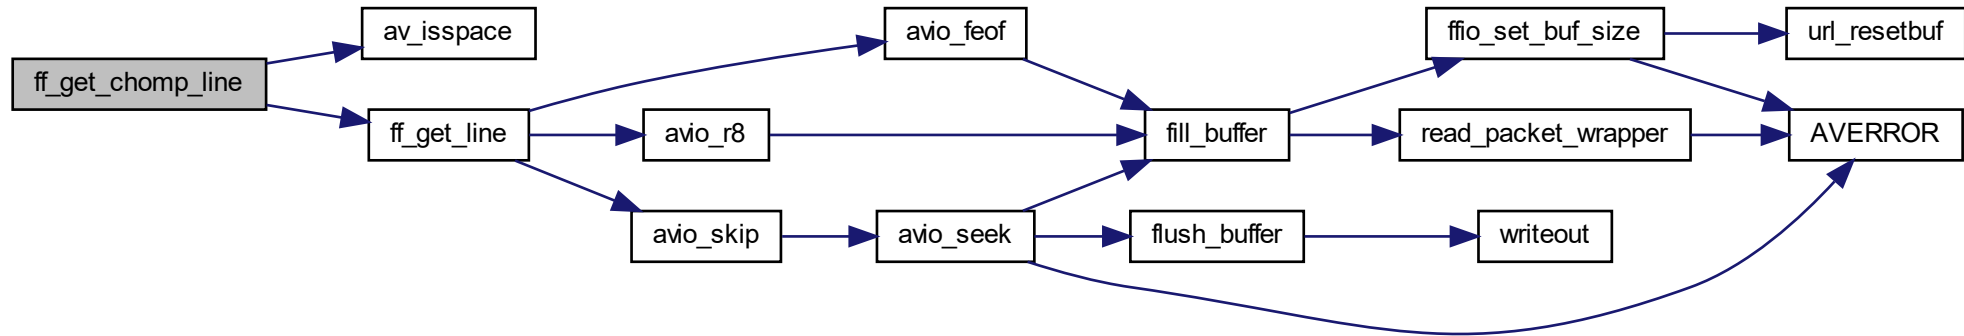 ff_get_chomp_line
av_isspace
ff_get_line
avio_feof
avio_r8
avio_skip
avio_seek
fill_buffer
flush_buffer
ffio_set_buf_size
read_packet_wrapper
writeout
url_resetbuf
AVERROR